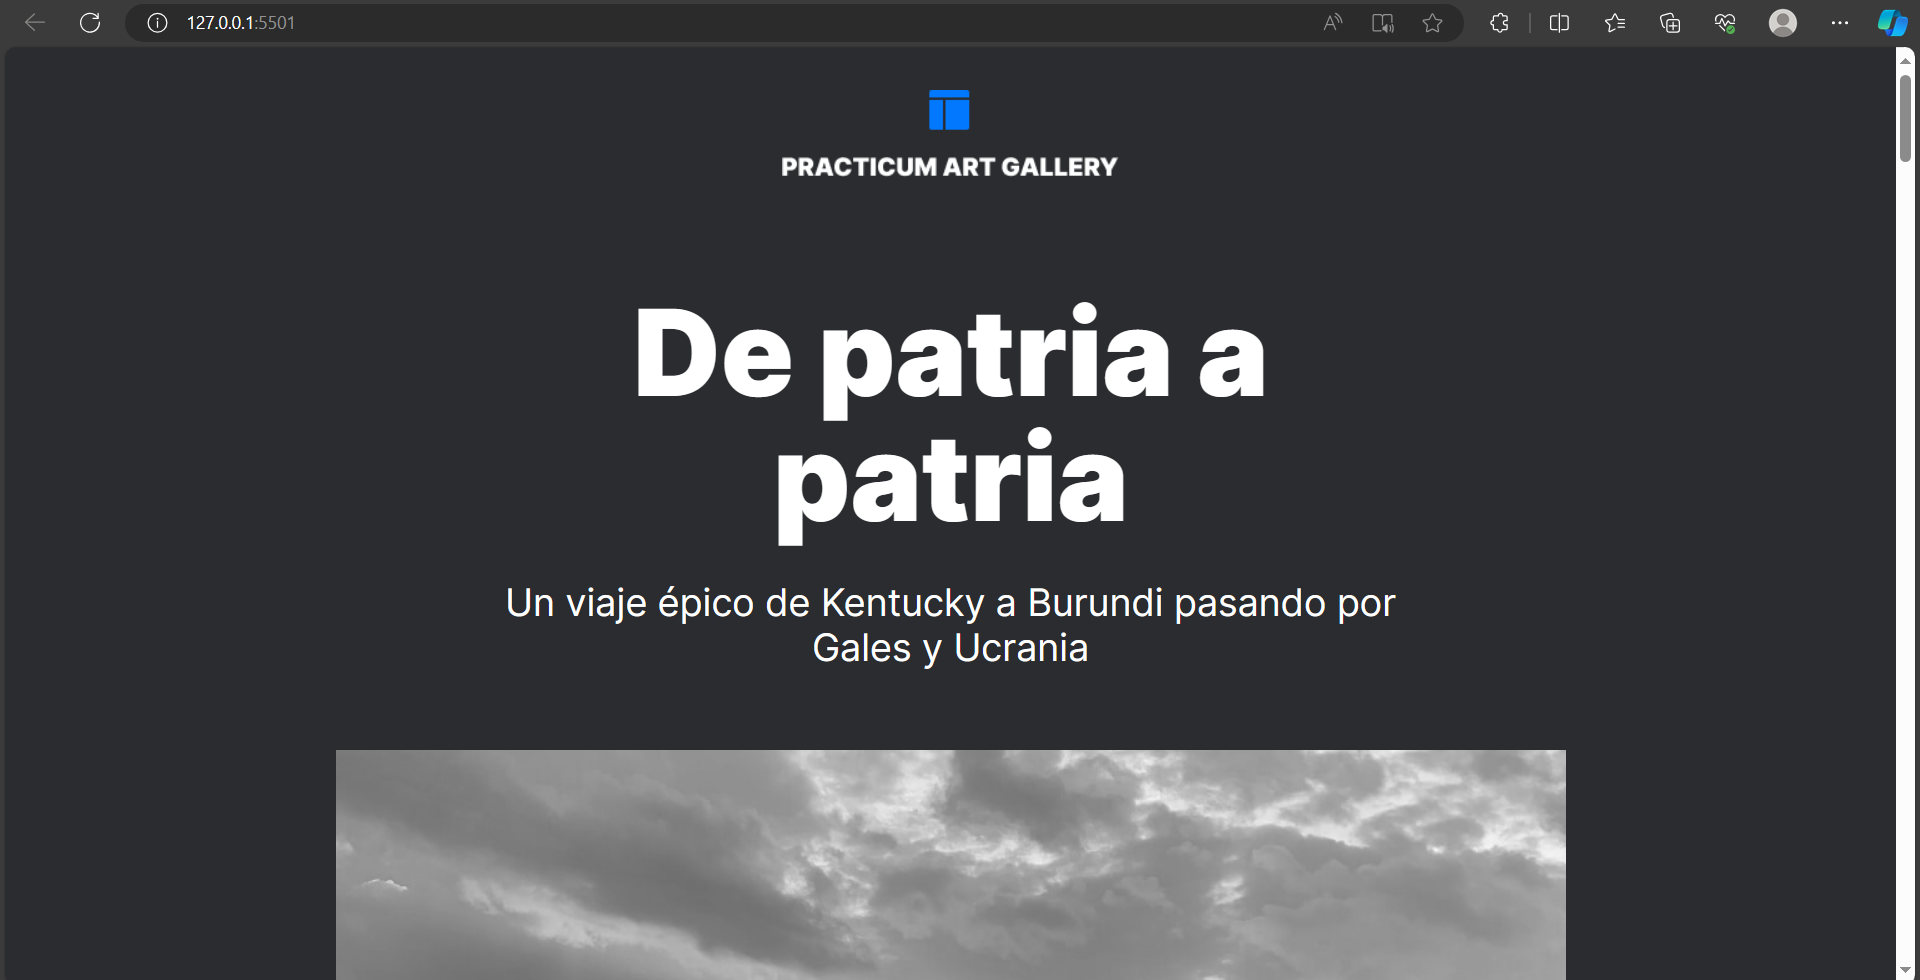 127.0.0.1:5501
PRACTICUM ART GALLERY
De patria a
patria
Un viaje épico de Kentucky a Burundi pasando por
Gales y Ucrania